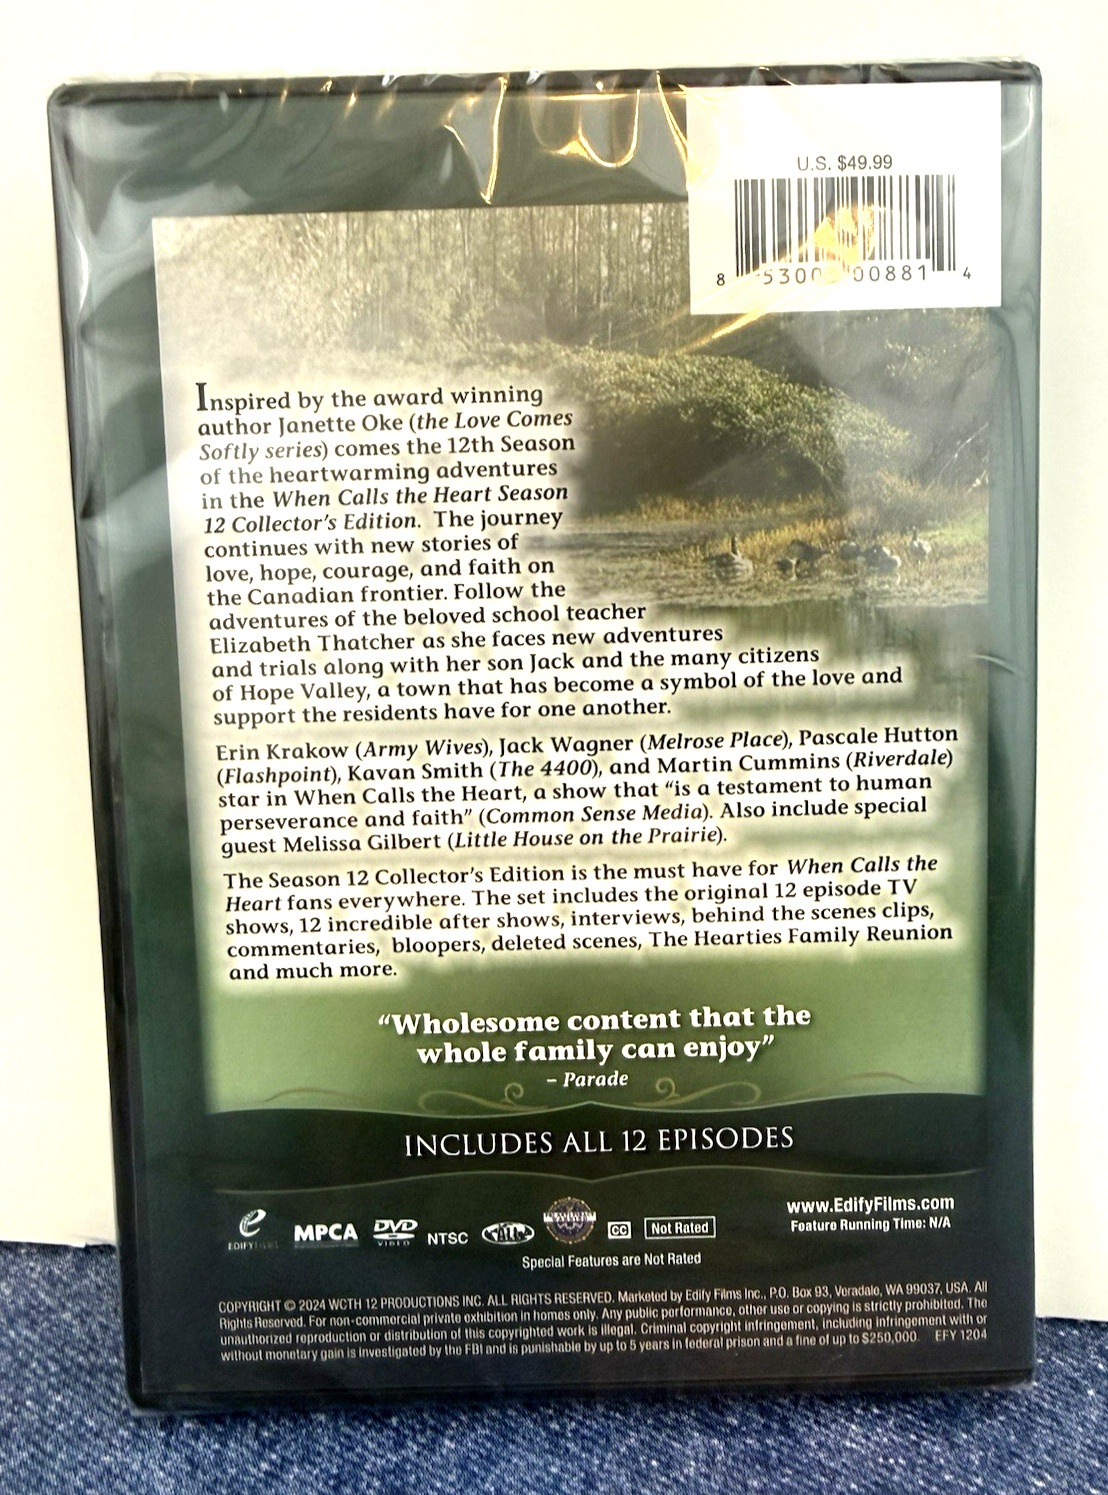 U.S. $49.99
8 5300 00881 4
Inspired by the award winning
author Janette Oke (the Love Comes
Softly series) comes the 12th Season
of the heartwarming adventures
in the When Calls the Heart Season
12 Collector's Edition. The journey
continues with new stories of
love, hope, courage, and faith on
the Canadian frontier. Follow the
adventures of the beloved school teacher
Elizabeth Thatcher as she faces new adventures
and trials along with her son Jack and the many citizens
of Hope Valley, a town that has become a symbol of the love and
support the residents have for one another.
Erin Krakow (Army Wives), Jack Wagner (Melrose Place), Pascale Hutton
(Flashpoint), Kavan Smith (The 4400), and Martin Cummins (Riverdale)
star in When Calls the Heart, a show that “is a testament to human
perseverance and faith” (Common Sense Media). Also include special
guest Melissa Gilbert (Little House on the Prairie).
The Season 12 Collector's Edition is the must have for When Calls the
Heart fans everywhere. The set includes the original 12 episode TV
shows, 12 incredible after shows, interviews, behind the scenes clips,
commentaries, bloopers, deleted scenes, The Hearties Family Reunion
and much more.
“Wholesome content that the
whole family can enjoy”
– Parade
INCLUDES ALL 12 EPISODES
www.EdifyFilms.com
Feature Running Time: N/A
e EDIFY FILMS MPCA DVD VIDEO NTSC CC Not Rated
Special Features are Not Rated
COPYRIGHT © 2024 WCTH 12 PRODUCTIONS INC. ALL RIGHTS RESERVED. Marketed by Edify Films Inc., P.O. Box 93, Veradale, WA 99037, USA. All
Rights Reserved. For non-commercial private exhibition in homes only. Any public performance, other use or copying is strictly prohibited. The
unauthorized reproduction or distribution of this copyrighted work is illegal. Criminal copyright infringement, including infringement with or
without monetary gain is investigated by the FBI and is punishable by up to 5 years in federal prison and a fine of up to $250,000. EFY 1204